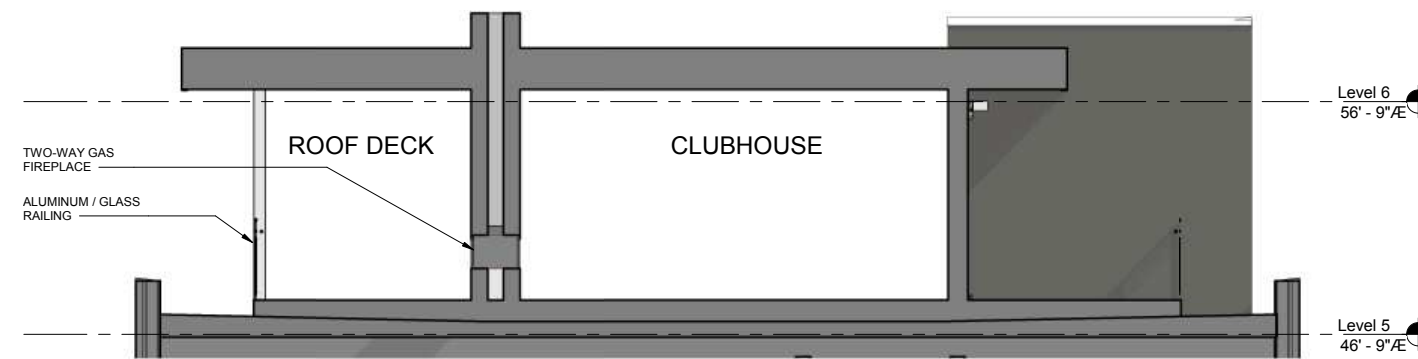 Level 6
56' - 9"Æ
ROOF DECK
CLUBHOUSE
TWO-WAY GAS
FIREPLACE
ALUMINUM / GLASS
RAILING
Level 5
46' - 9"Æ